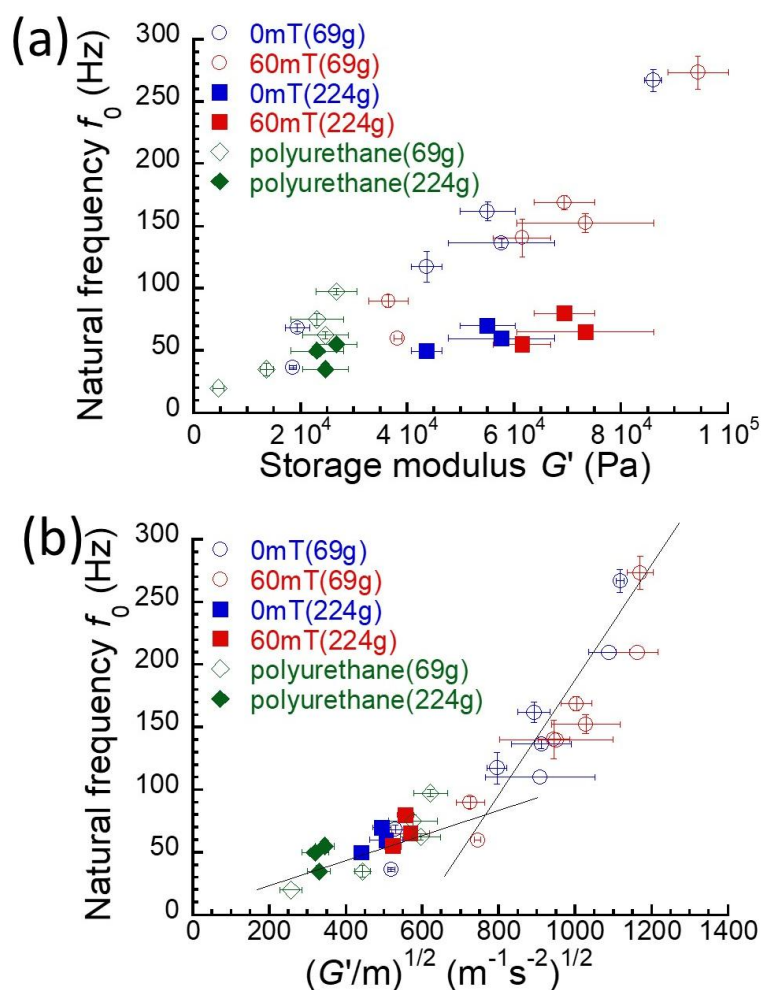 (a)
0mT(69g)
60mT(69g)
0mT(224g)
60mT(224g)
polyurethane(69g)
polyurethane(224g)
Natural frequency f0 (Hz)
300
250
200
150
100
50
0
0
2 10^4
4 10^4
6 10^4
8 10^4
1 10^5
Storage modulus G' (Pa)
(b)
0mT(69g)
60mT(69g)
0mT(224g)
60mT(224g)
polyurethane(69g)
polyurethane(224g)
Natural frequency f0 (Hz)
300
250
200
150
100
50
0
200
400
600
800
1000
1200
1400
(G'/m)^1/2 (m^-1s^-2)^1/2